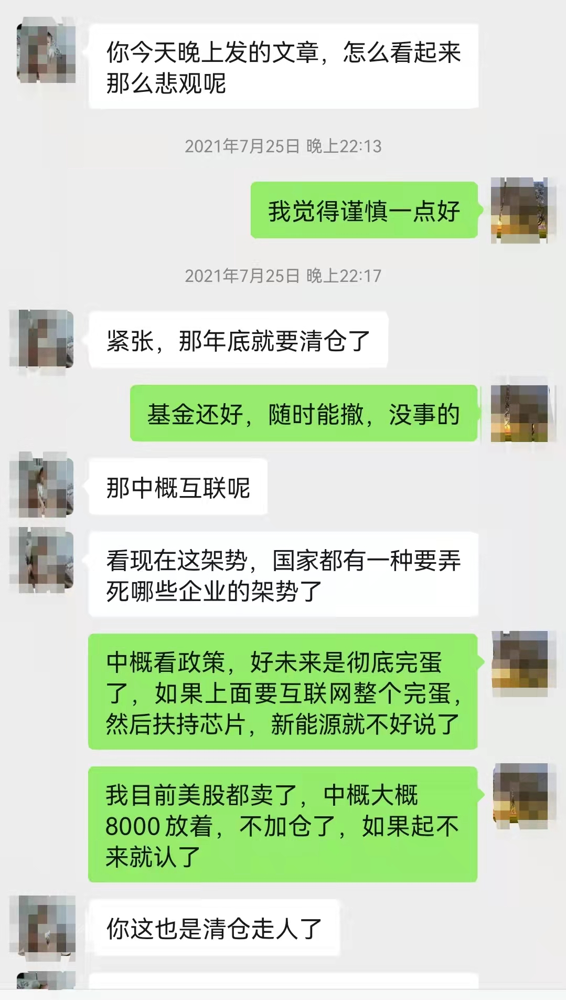 你今天晚上发的文章，怎么看起来
那么悲观呢
2021年7月25日 晚上22:13
我觉得谨慎一点好
2021年7月25日 晚上22:17
紧张，那年底就要清仓了
基金还好，随时能撤，没事的
那中概互联呢
看现在这架势，国家都有一种要弄
死哪些企业的架势了
中概看政策，好未来是彻底完蛋
了，如果上面要互联网整个完蛋，
然后扶持芯片，新能源就不好说了
我目前美股都卖了，中概大概
8000放着，不加仓了，如果起不
来就认了
你这也是清仓走人了